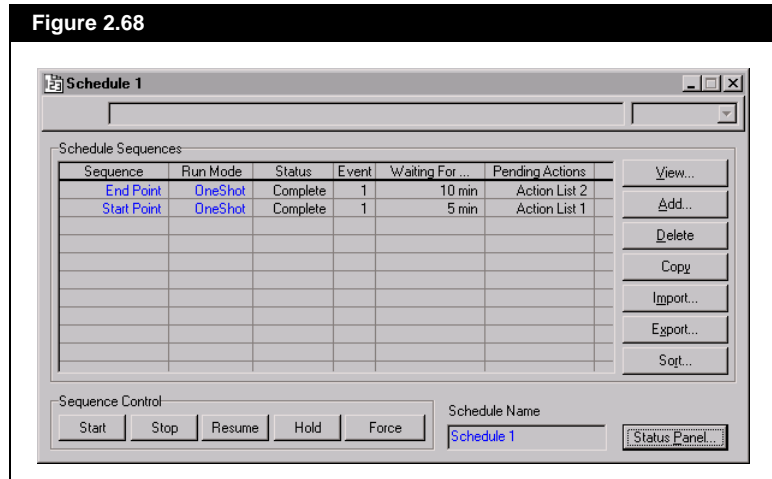 Figure 2.68
Schedule 1
Schedule Sequences
Sequence Run Mode Status Event Waiting For ... Pending Actions
End Point OneShot Complete 1 10 min Action List 2
Start Point OneShot Complete 1 5 min Action List 1
View...
Add...
Delete
Copy
Import...
Export...
Sort...
Sequence Control
Start Stop Resume Hold Force
Schedule Name
Schedule 1
Status Panel...